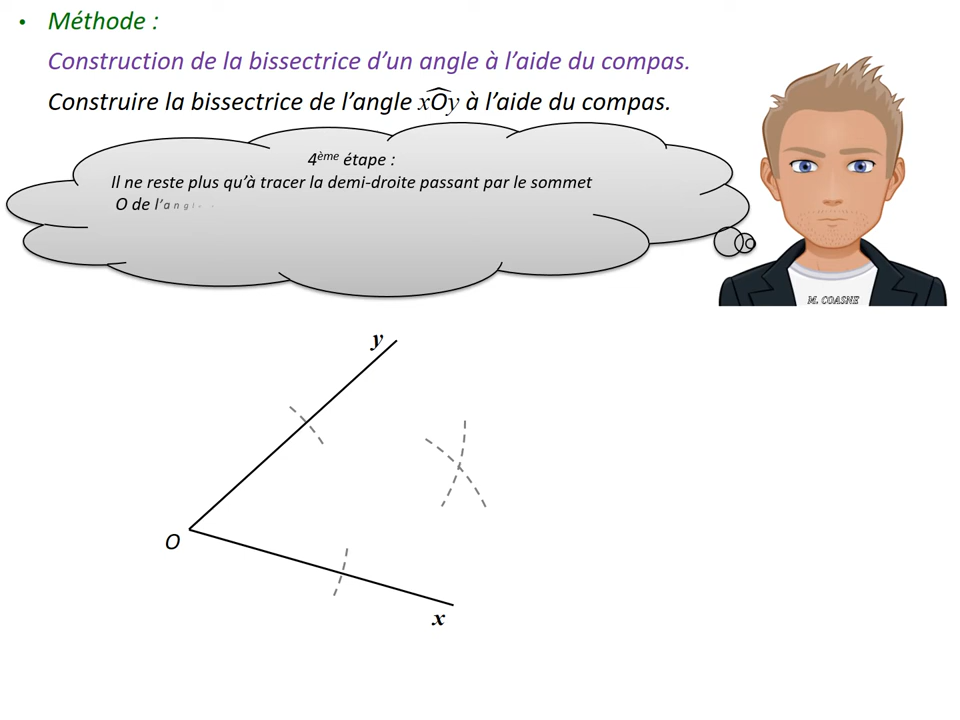 • Méthode :
Construction de la bissectrice d’un angle à l’aide du compas.
Construire la bissectrice de l’angle xÔy à l’aide du compas.
4ème étape :
Il ne reste plus qu’à tracer la demi-droite passant par le sommet
O de l’angl
M. COASNE
y
O
x